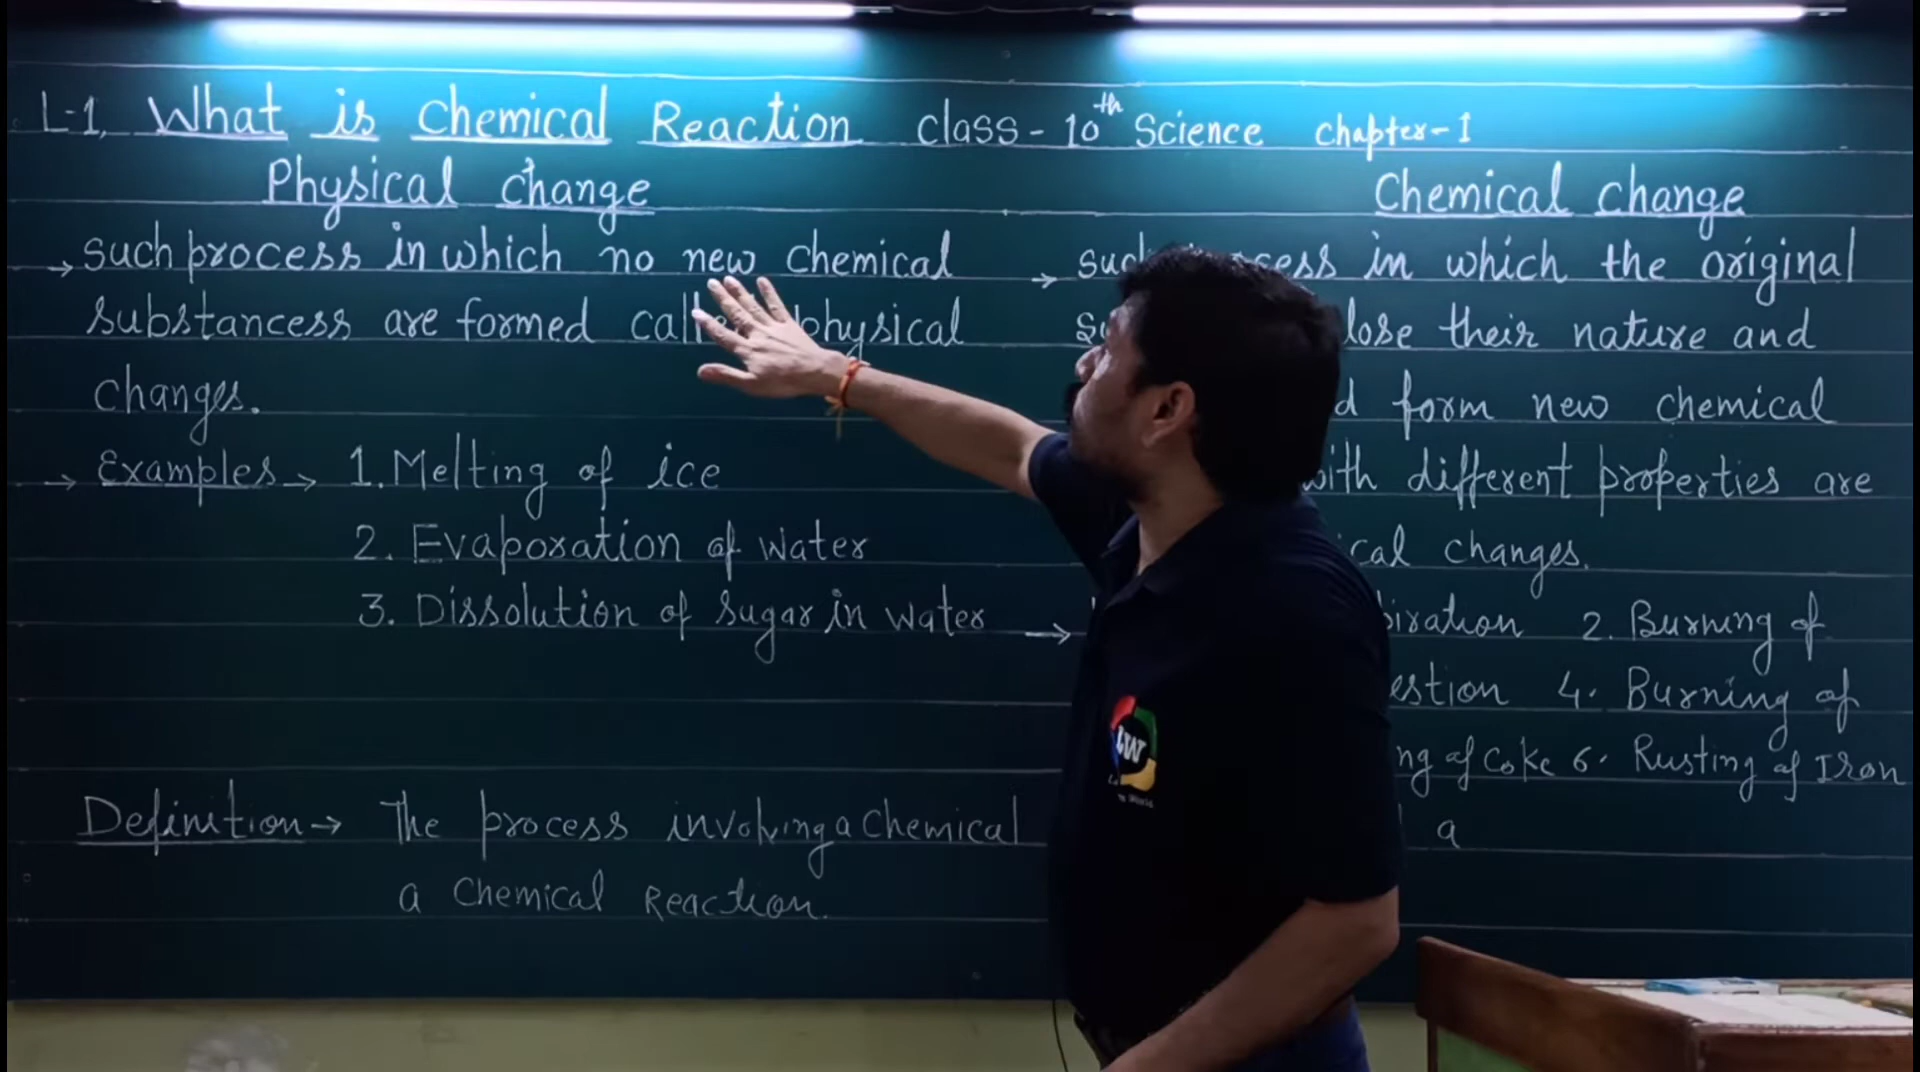 L-1, What is Chemical Reaction class - 10th Science chapter-1
Physical change
→ such process in which no new chemical
substancess are formed physical
changes.
→ Examples → 1. Melting of ice
2. Evaporation of water
3. Dissolution of sugar in water
Chemical change
→ in which the original
lose their nature and
form new chemical
with different properties are
changes.
→ 2. Burning of
4. Burning of
of Coke 6. Rusting of Iron
Definition → The process involving a chemical a
a chemical Reaction.
LW